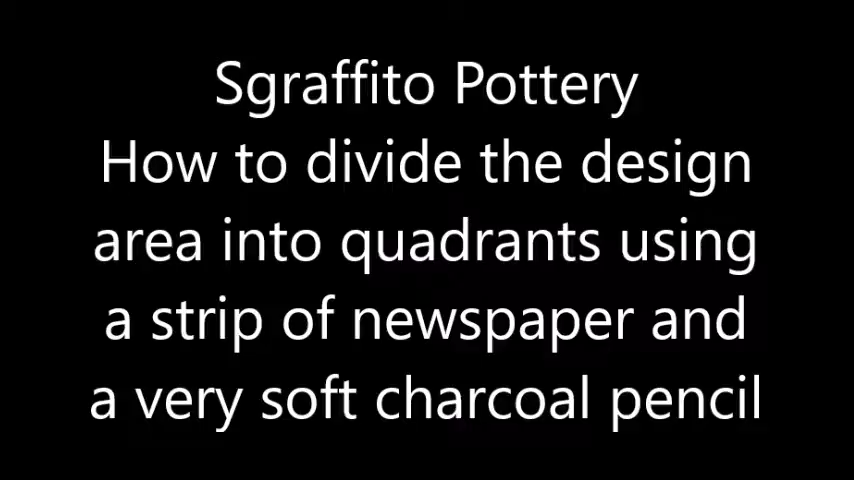 Sgraffito Pottery
How to divide the design
area into quadrants using
a strip of newspaper and
a very soft charcoal pencil